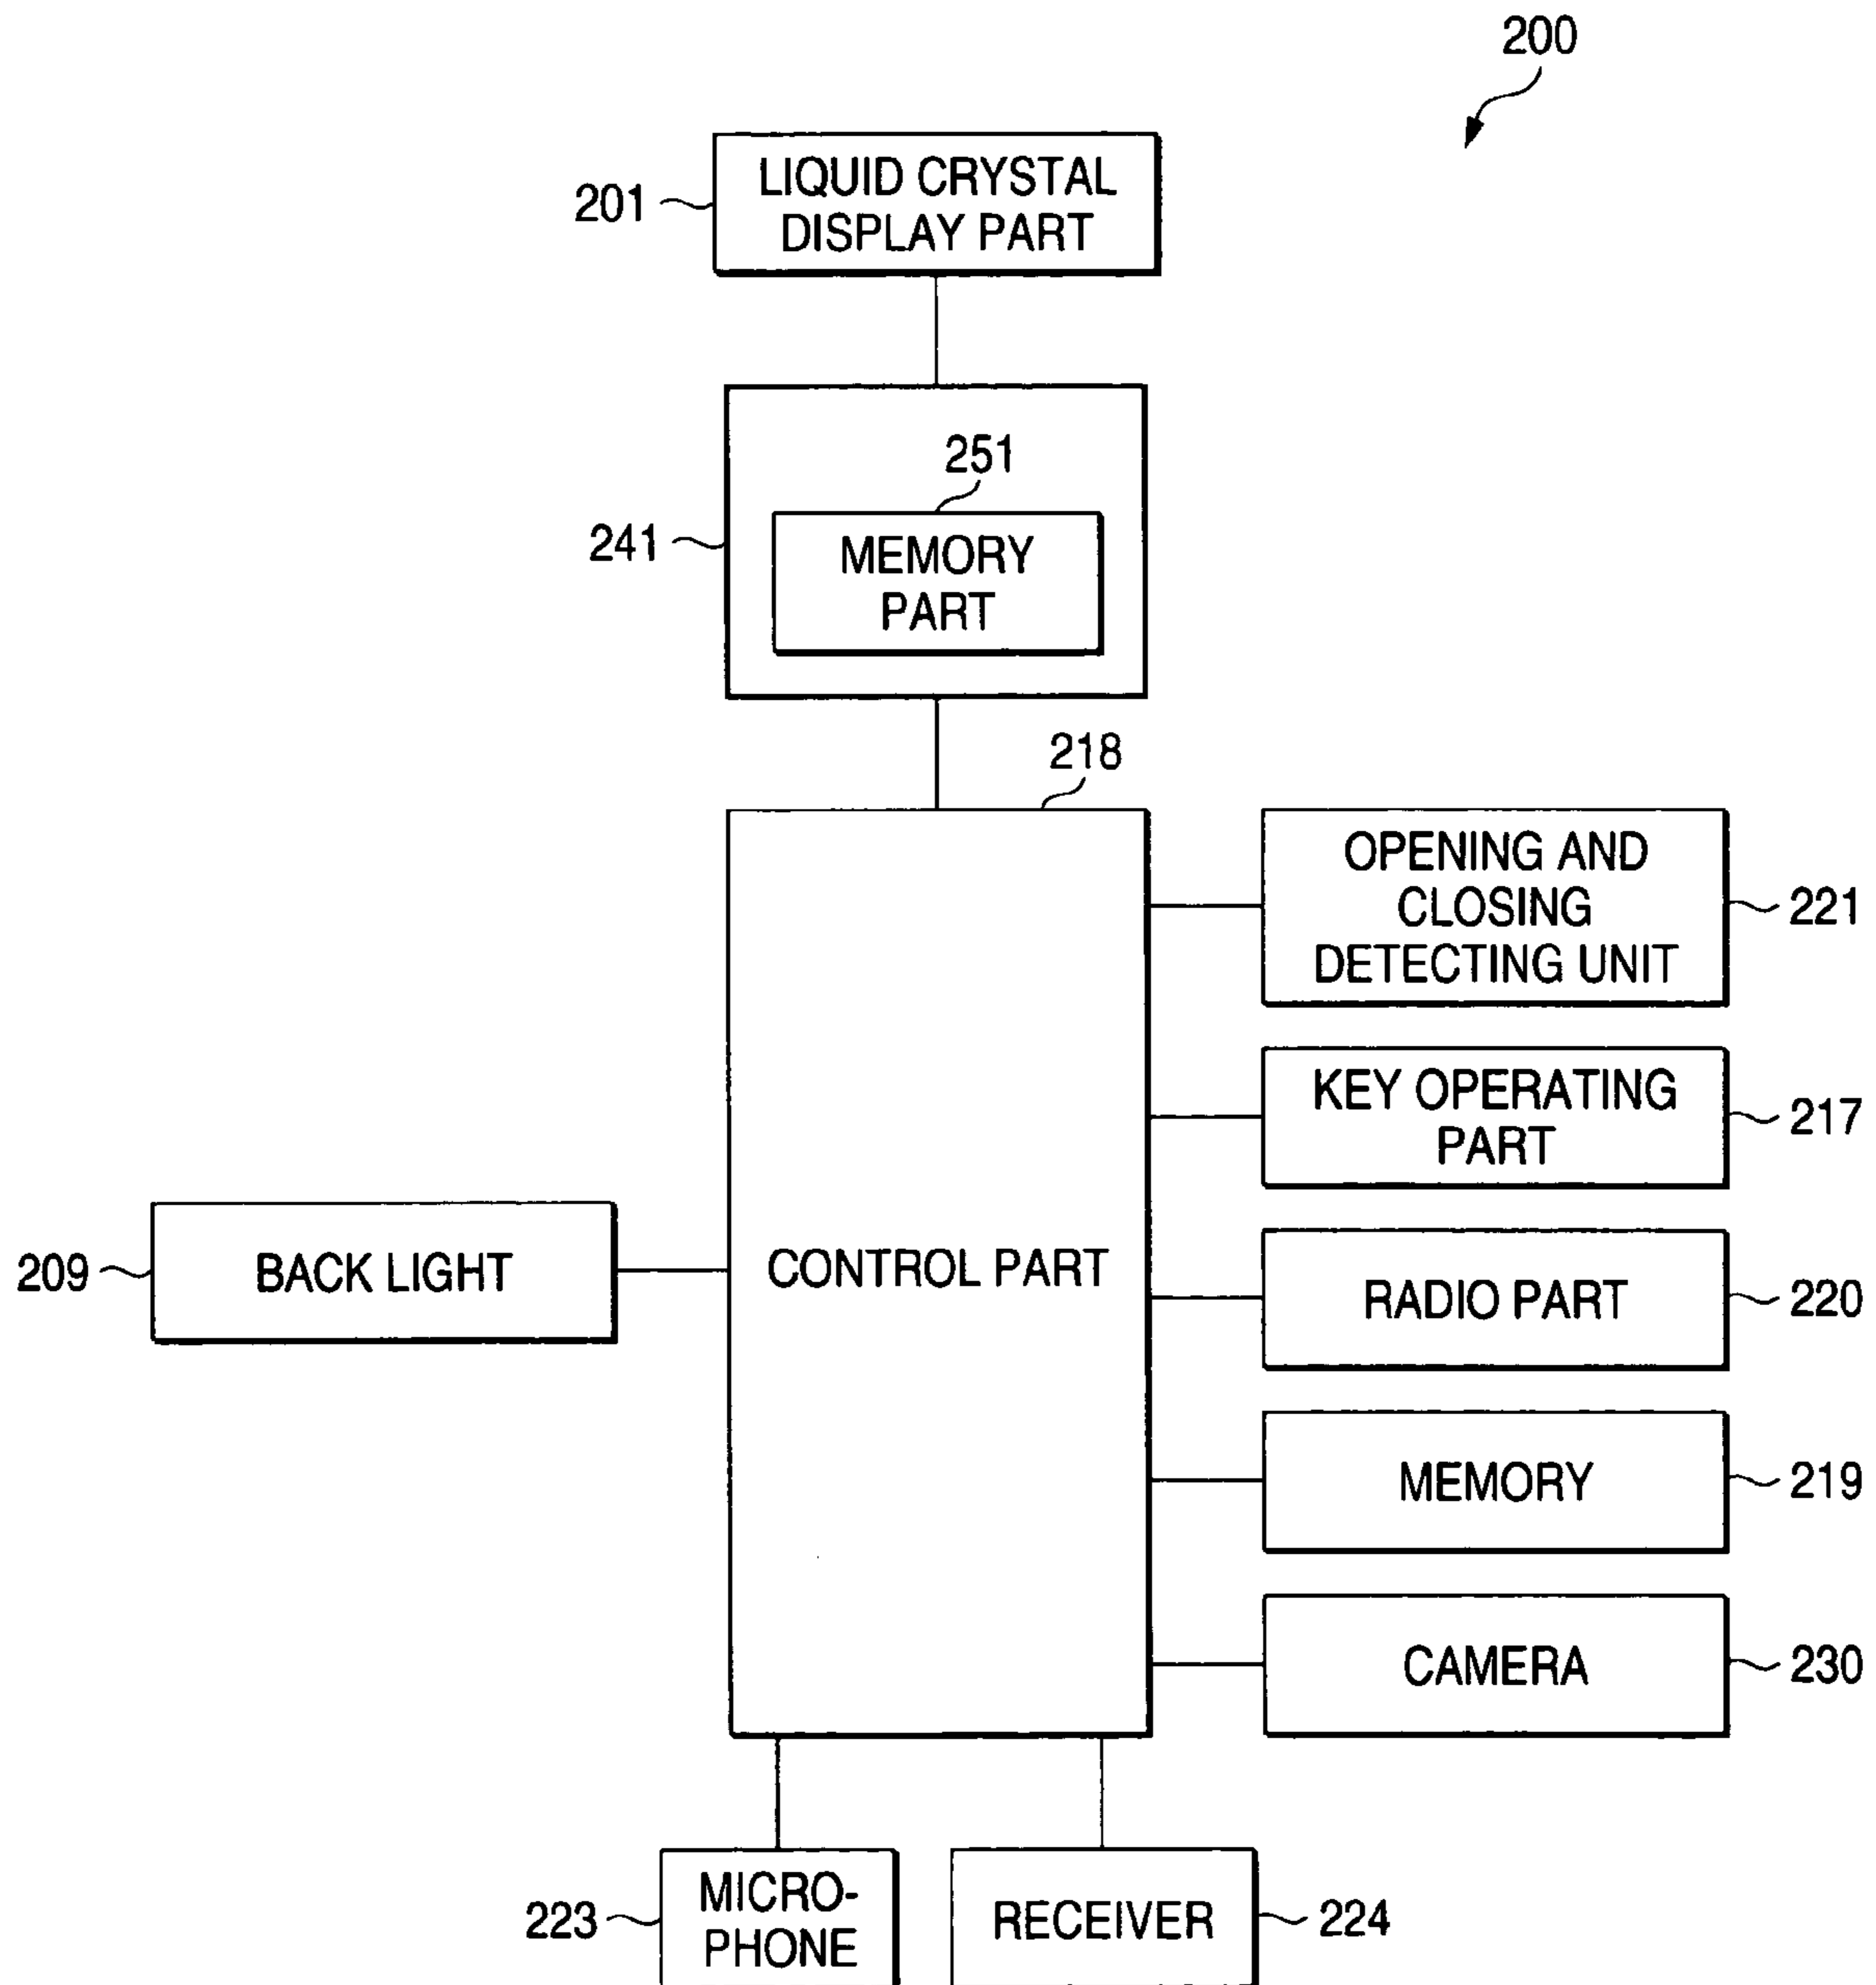 200
LIQUID CRYSTAL
DISPLAY PART
201
251
241
MEMORY
PART
218
OPENING AND
CLOSING
DETECTING UNIT
221
KEY OPERATING
PART
217
209
BACK LIGHT
CONTROL PART
RADIO PART
220
MEMORY
219
CAMERA
230
223
MICRO-
PHONE
RECEIVER
224